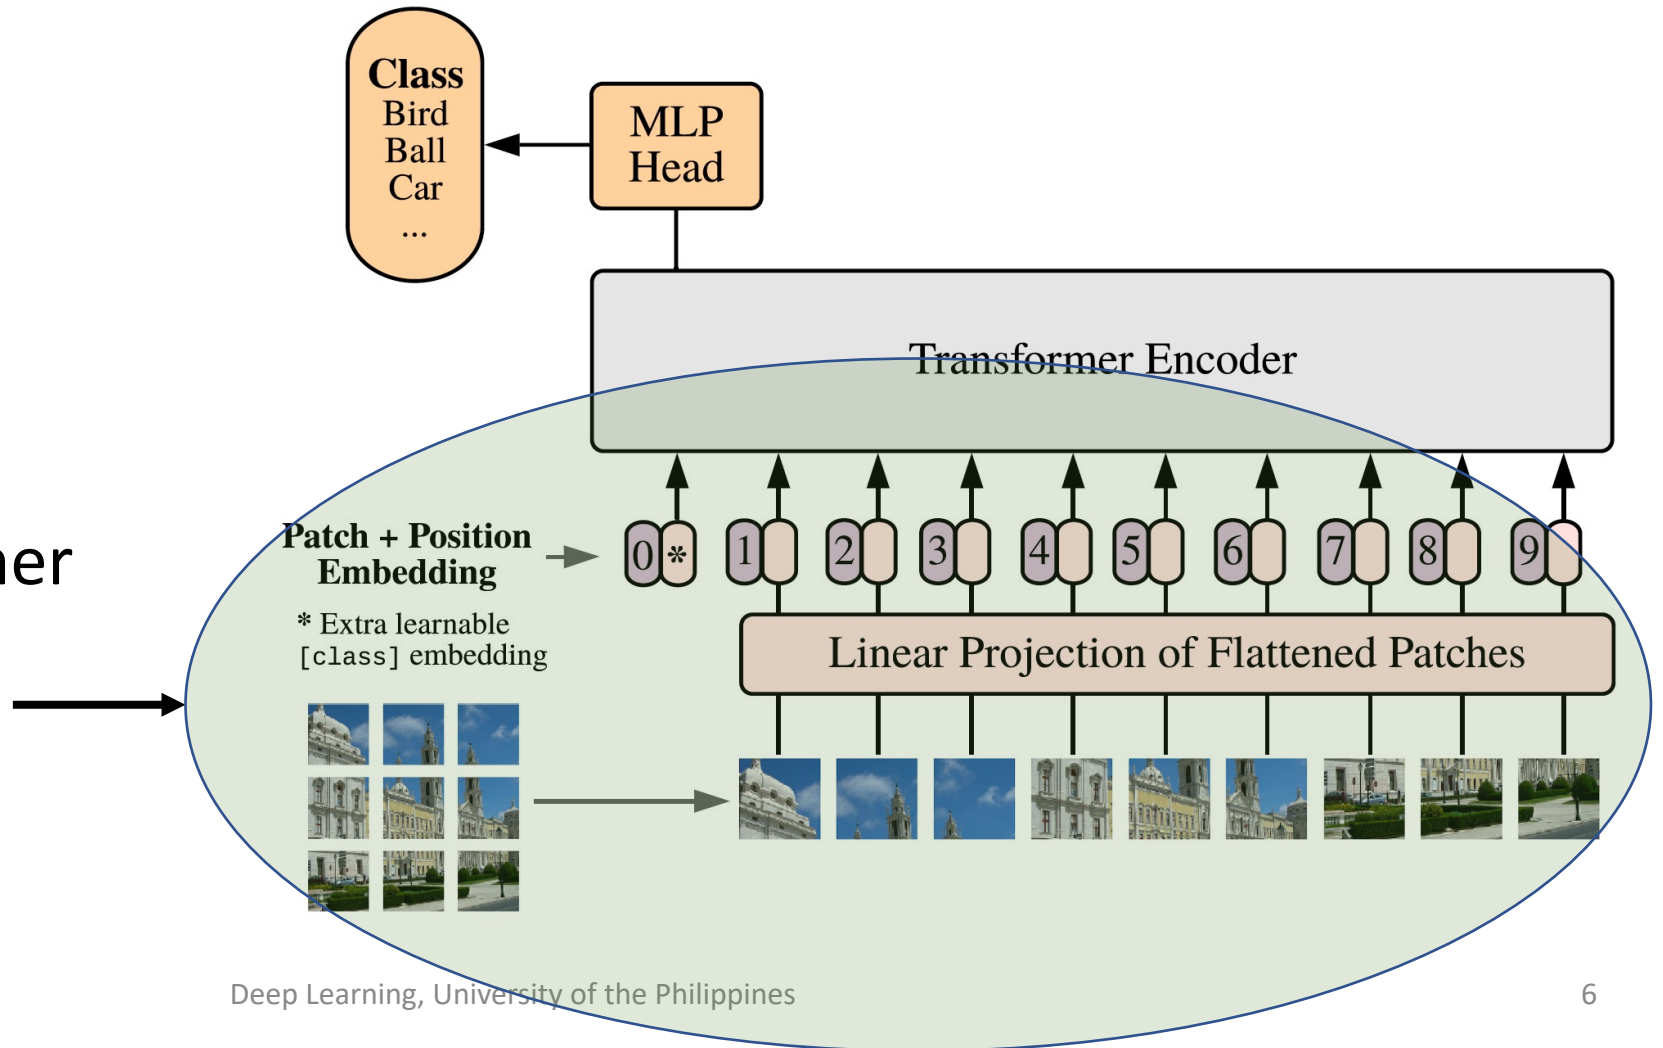 Class
Bird
Ball
Car
...
MLP
Head
Transformer Encoder
Patch + Position
Embedding
0 * 1 2 3 4 5 6 7 8 9
* Extra learnable
[class] embedding
Linear Projection of Flattened Patches
ner
Deep Learning, University of the Philippines
6